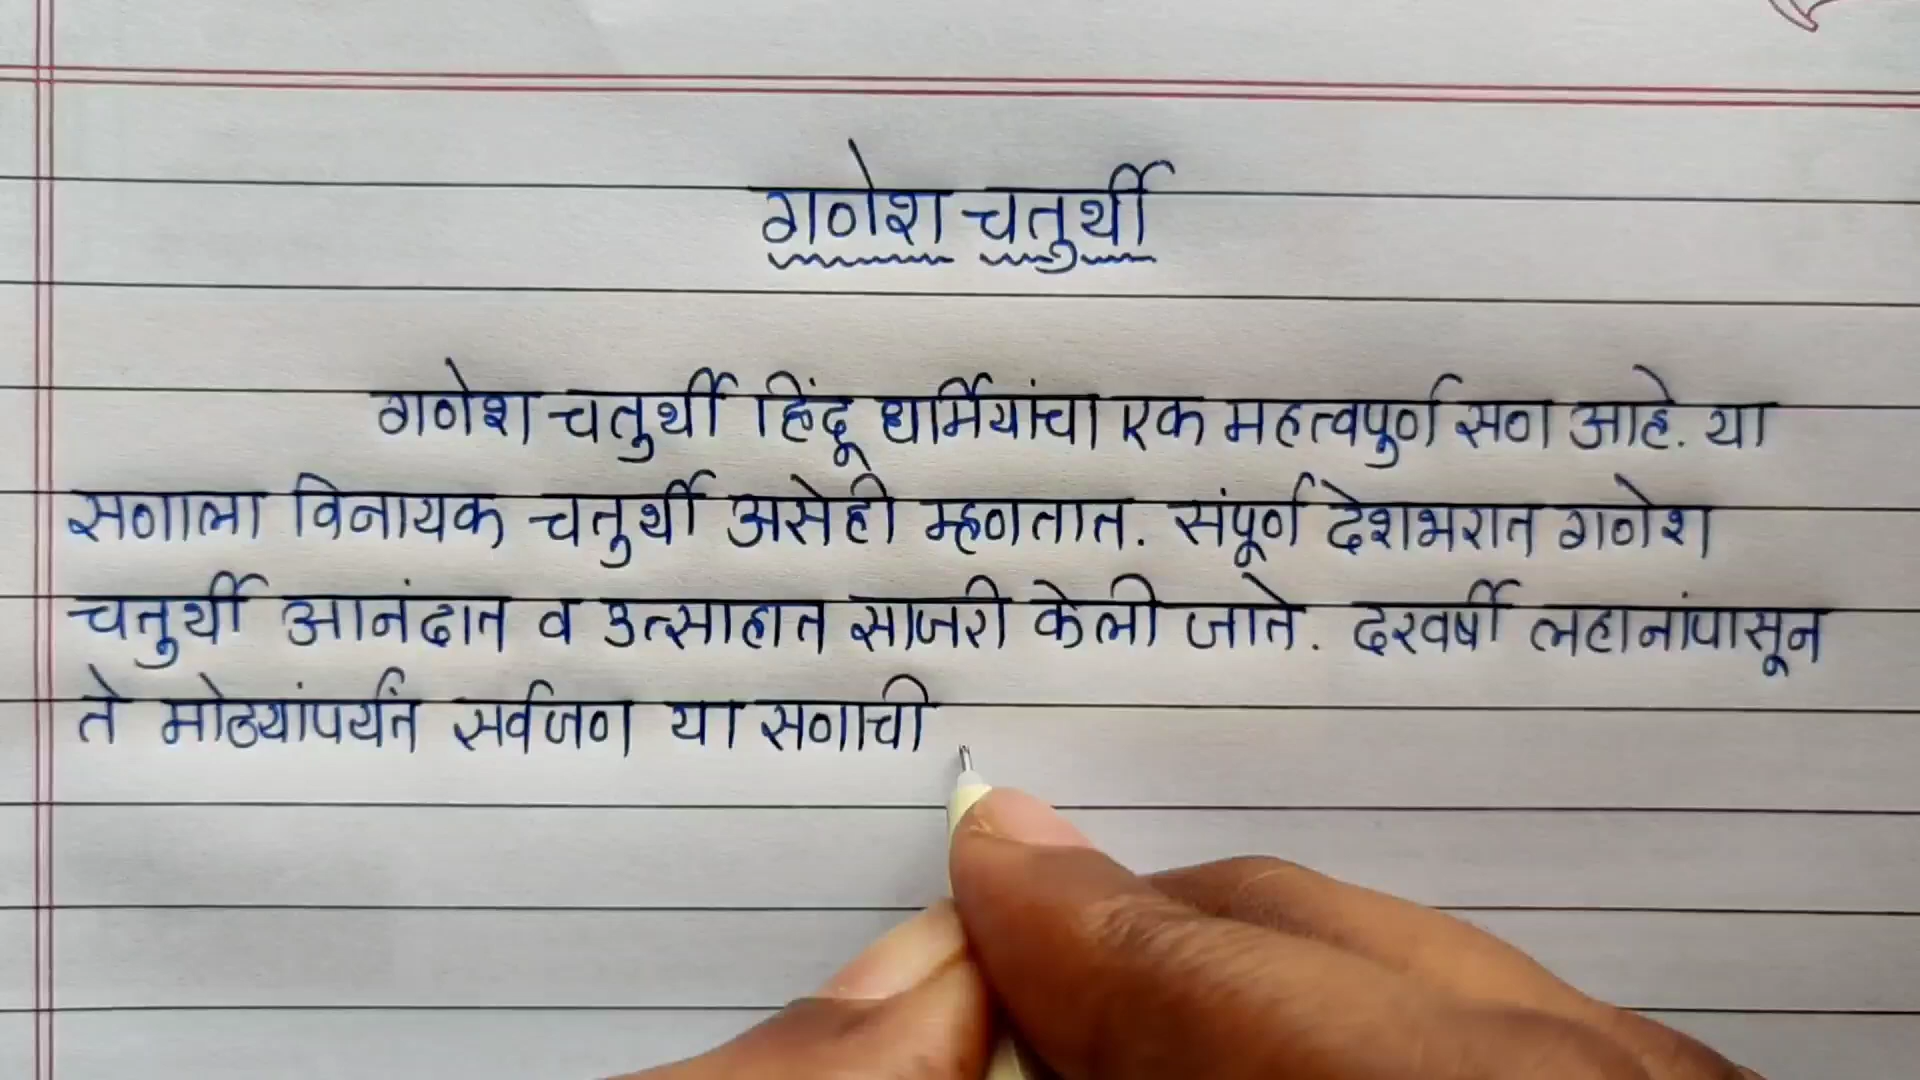 गणेश चतुर्थी
गणेश चतुर्थी हिंदू धर्मियांचा एक महत्वपुर्ण सण आहे. या
सणाला विनायक चतुर्थी असेही म्हणतात. संपूर्ण देशभरात गणेश
चतुर्थी आनंदात व उत्साहात साजरी केली जाते. दरवर्षी लहानांपासून
ते मोठ्यांपर्यंत सर्वजण या सणाची